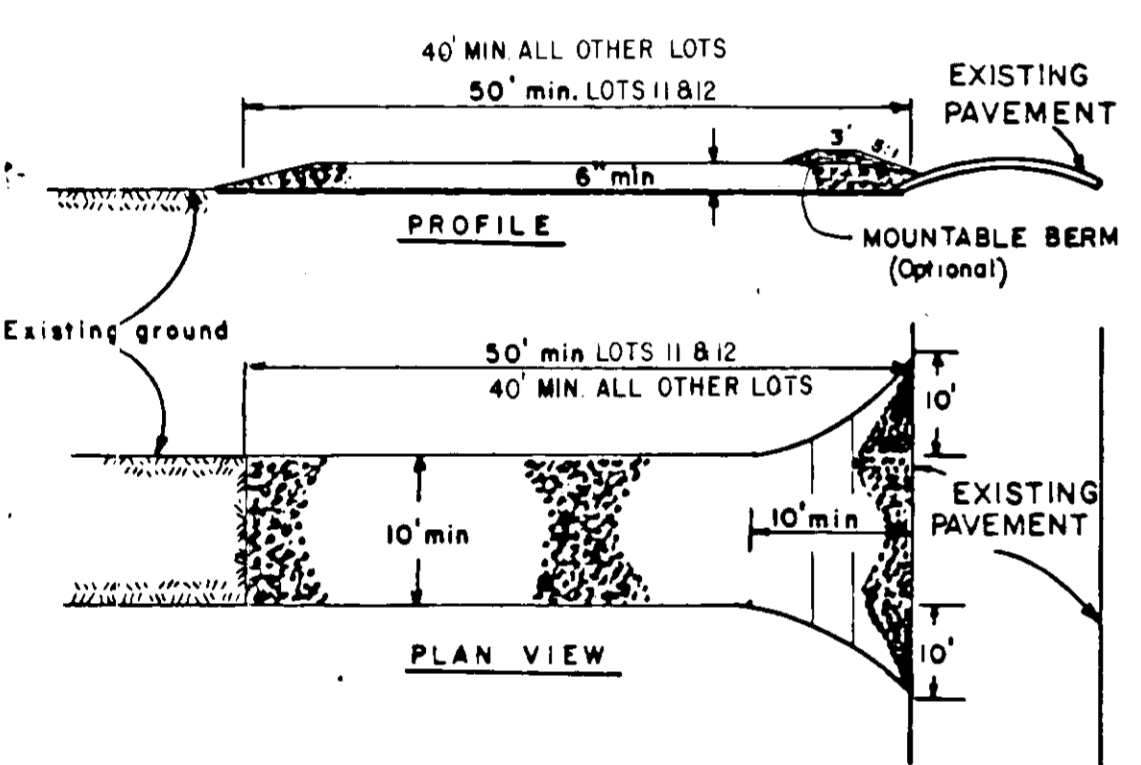 40' MIN. ALL OTHER LOTS
50' min. LOTS 11 & 12
EXISTING
PAVEMENT
3'
5:1
6" min
PROFILE
MOUNTABLE BERM
(Optional)
Existing ground
50' min LOTS 11 & 12
40' MIN. ALL OTHER LOTS
10'
10' min
10' min
EXISTING
PAVEMENT
10'
PLAN VIEW